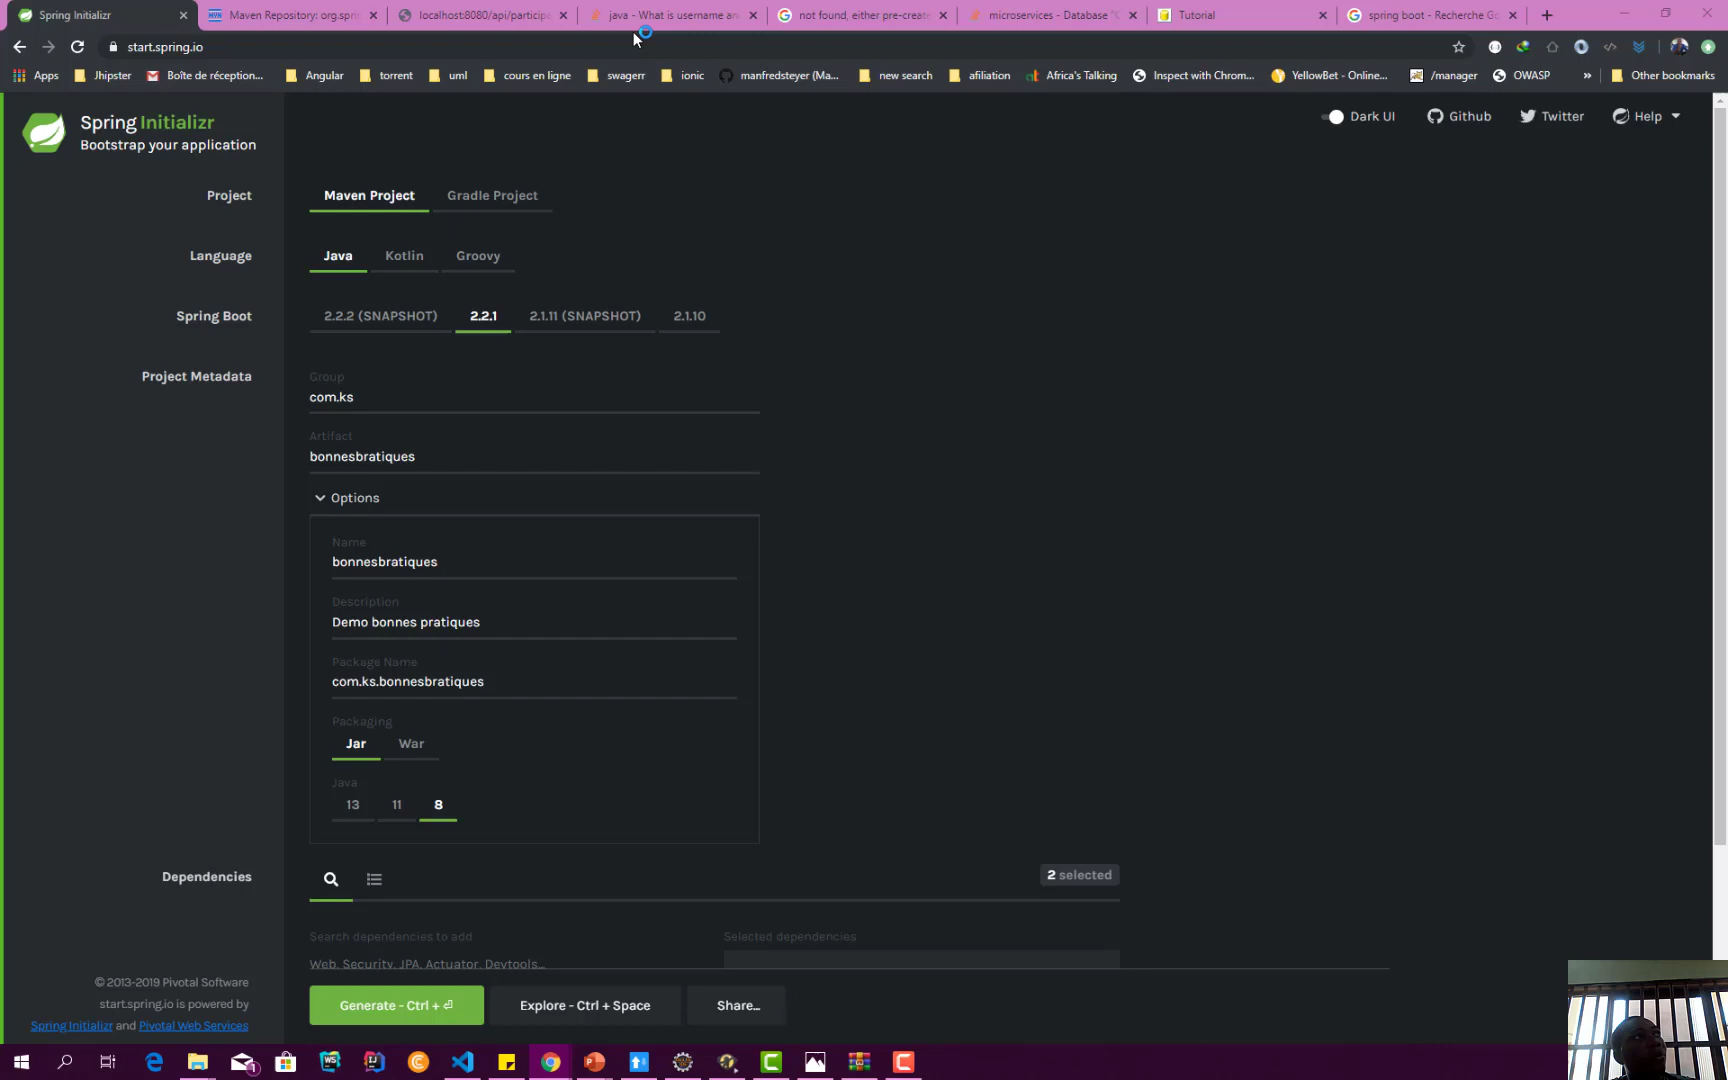 Spring Initializr
Maven Repository: org.spri
localhost:8080/api/participa
java - What is username an
not found, either pre-create
microservices - Database "C
Tutorial
spring boot - Recherche Go
start.spring.io
Apps
Jhipster
Boîte de réception...
Angular
torrent
uml
cours en ligne
swagerr
ionic
manfredsteyer (Ma...
new search
afiliation
Africa's Talking
Inspect with Chrom...
YellowBet - Online...
/manager
OWASP
»
Other bookmarks
Spring Initializr
Bootstrap your application
Dark UI
Github
Twitter
Help
Project
Maven Project
Gradle Project
Language
Java
Kotlin
Groovy
Spring Boot
2.2.2 (SNAPSHOT)
2.2.1
2.1.11 (SNAPSHOT)
2.1.10
Project Metadata
Group
com.ks
Artifact
bonnesbratiques
Options
Name
bonnesbratiques
Description
Demo bonnes pratiques
Package Name
com.ks.bonnesbratiques
Packaging
Jar
War
Java
13
11
8
Dependencies
2 selected
Search dependencies to add
Selected dependencies
Web, Security, JPA, Actuator, Devtools...
© 2013-2019 Pivotal Software
start.spring.io is powered by
Spring Initializr and Pivotal Web Services
Generate - Ctrl + ⏎
Explore - Ctrl + Space
Share...